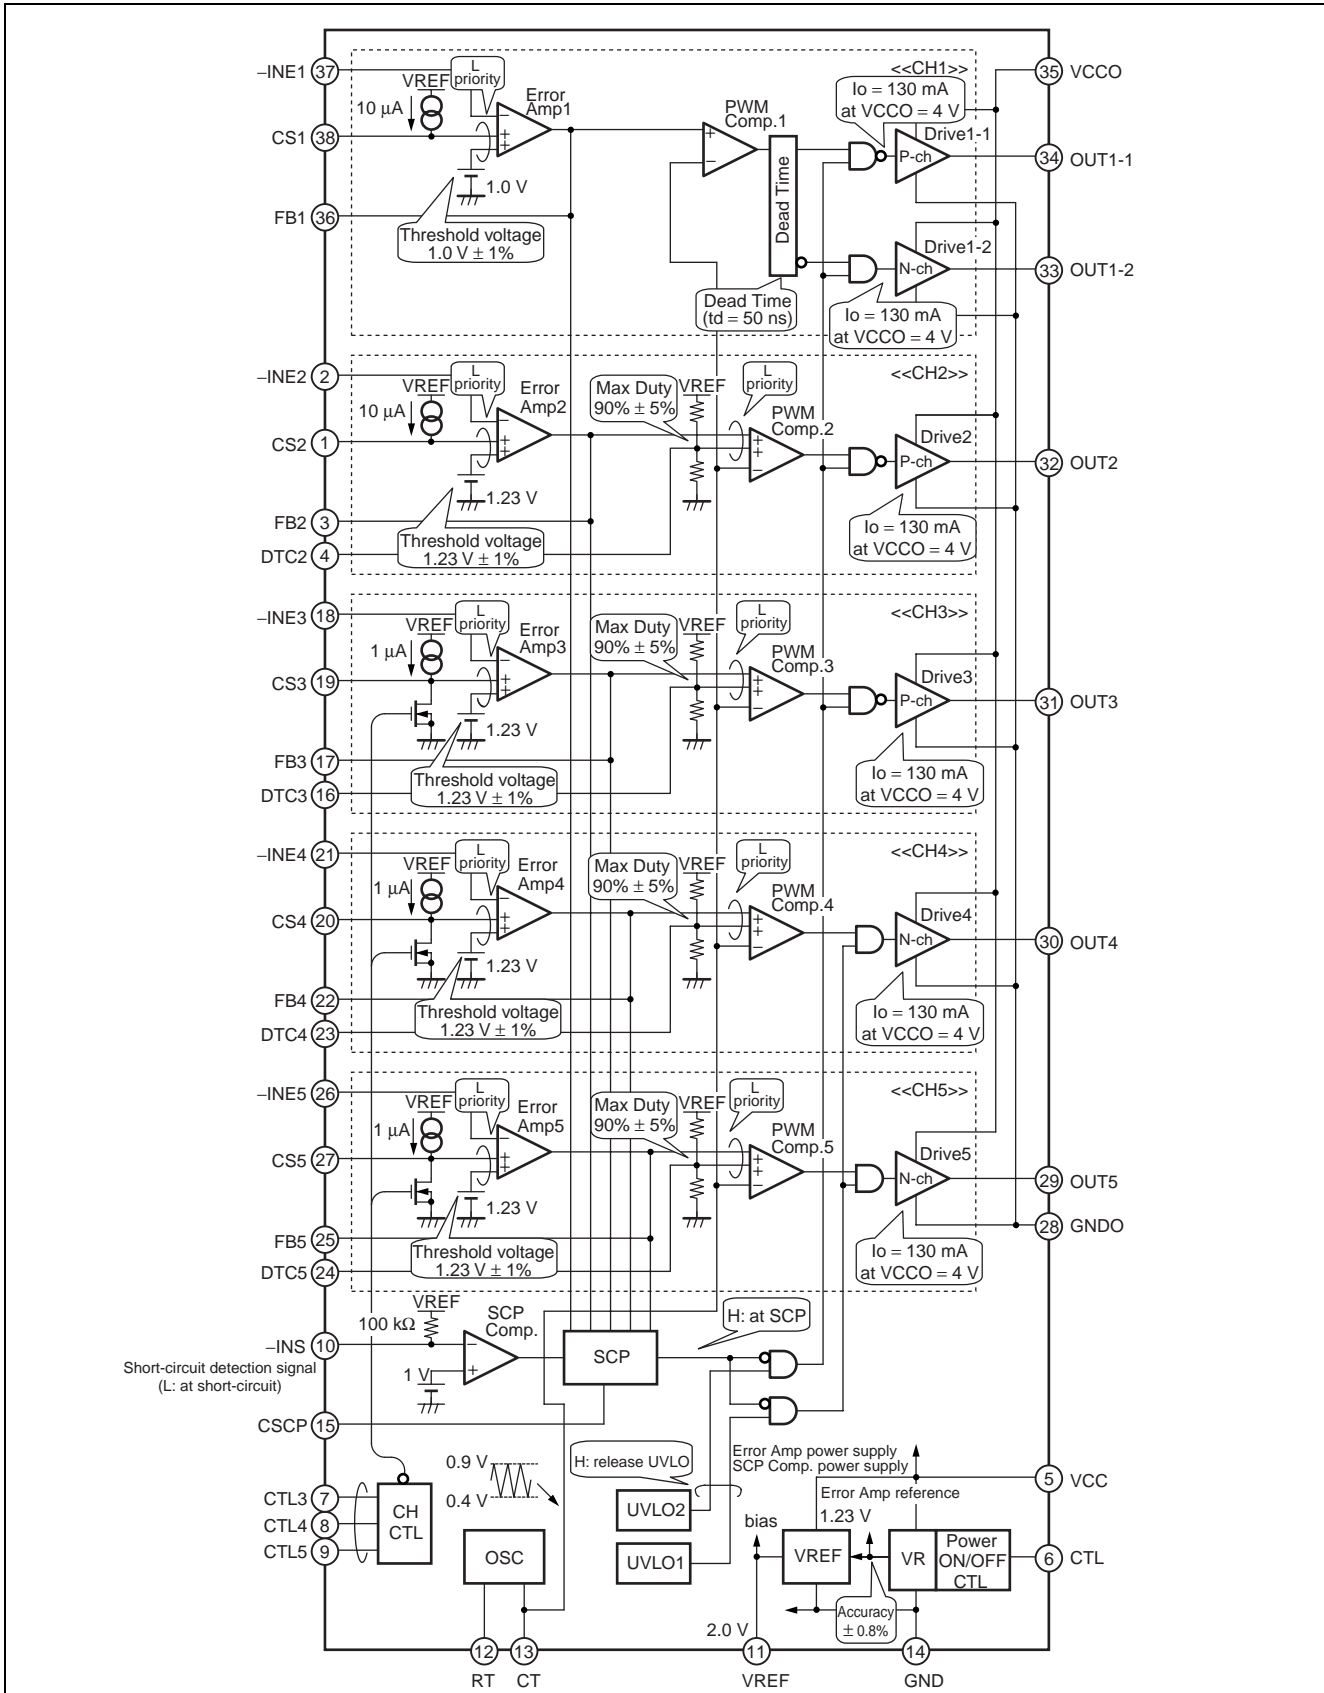 <<CH1>>
–INE1 37
VREF
L
priority
10 µA
Error
Amp1
CS1 38
1.0 V
FB1 36
Threshold voltage
1.0 V ± 1%
PWM
Comp.1
Dead Time
Dead Time
(td = 50 ns)
Io = 130 mA
at VCCO = 4 V
Drive1-1
P-ch
Drive1-2
N-ch
Io = 130 mA
at VCCO = 4 V
35 VCCO
34 OUT1-1
33 OUT1-2
<<CH2>>
–INE2 2
VREF
L
priority
10 µA
Error
Amp2
CS2 1
1.23 V
FB2 3
Threshold voltage
1.23 V ± 1%
DTC2 4
Max Duty
90% ± 5%
VREF
L
priority
PWM
Comp.2
Drive2
P-ch
Io = 130 mA
at VCCO = 4 V
32 OUT2
<<CH3>>
–INE3 18
VREF
L
priority
1 µA
Error
Amp3
CS3 19
1.23 V
FB3 17
Threshold voltage
1.23 V ± 1%
DTC3 16
Max Duty
90% ± 5%
VREF
L
priority
PWM
Comp.3
Drive3
P-ch
Io = 130 mA
at VCCO = 4 V
31 OUT3
<<CH4>>
–INE4 21
VREF
L
priority
1 µA
Error
Amp4
CS4 20
1.23 V
FB4 22
Threshold voltage
1.23 V ± 1%
DTC4 23
Max Duty
90% ± 5%
VREF
L
priority
PWM
Comp.4
Drive4
N-ch
Io = 130 mA
at VCCO = 4 V
30 OUT4
<<CH5>>
–INE5 26
VREF
L
priority
1 µA
Error
Amp5
CS5 27
1.23 V
FB5 25
Threshold voltage
1.23 V ± 1%
DTC5 24
Max Duty
90% ± 5%
VREF
L
priority
PWM
Comp.5
Drive5
N-ch
Io = 130 mA
at VCCO = 4 V
29 OUT5
28 GNDO
VREF
100 kΩ
SCP
Comp.
–INS 10
Short-circuit detection signal
(L: at short-circuit)
1 V
SCP
H: at SCP
CSCP 15
H: release UVLO
UVLO2
UVLO1
0.9 V
0.4 V
CTL3 7
CTL4 8
CTL5 9
CH
CTL
OSC
Error Amp power supply
SCP Comp. power supply
5 VCC
Error Amp reference
1.23 V
bias
VREF
VR
Power
ON/OFF
CTL
6 CTL
Accuracy
± 0.8%
2.0 V
12
RT
13
CT
11
VREF
14
GND